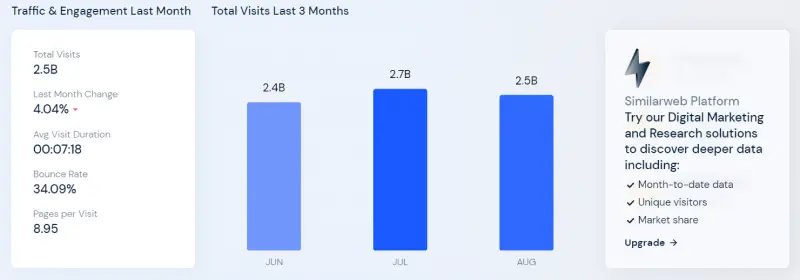 Traffic & Engagement Last Month
Total Visits Last 3 Months
Total Visits
2.5B
Last Month Change
4.04%
Avg Visit Duration
00:07:18
Bounce Rate
34.09%
Pages per Visit
8.95
2.4B
2.7B
2.5B
JUN
JUL
AUG
Similarweb Platform
Try our Digital Marketing
and Research solutions
to discover deeper data
including:
Month-to-date data
Unique visitors
Market share
Upgrade →